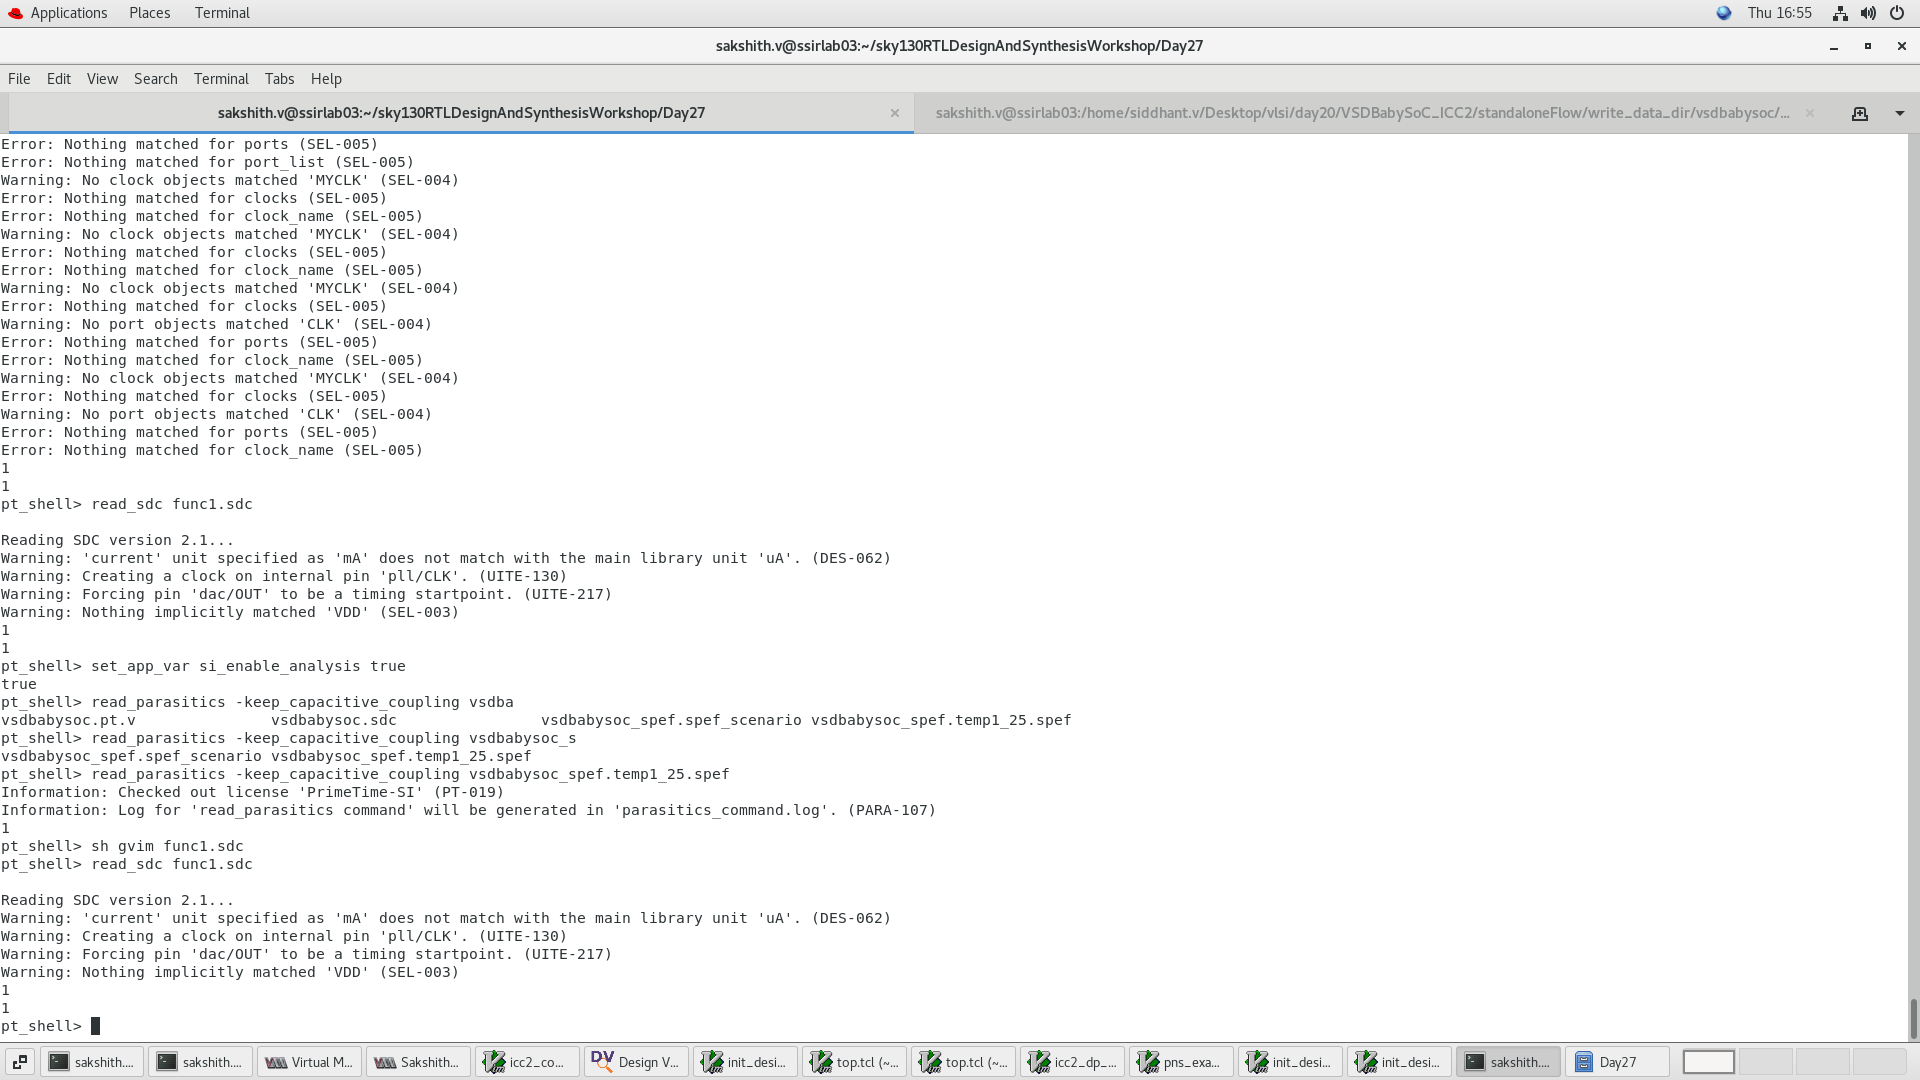 Applications Places Terminal Thu 16:55
sakshith.v@ssirlab03:~/sky130RTLDesignAndSynthesisWorkshop/Day27
File Edit View Search Terminal Tabs Help
sakshith.v@ssirlab03:~/sky130RTLDesignAndSynthesisWorkshop/Day27 sakshith.v@ssirlab03:/home/siddhant.v/Desktop/vlsi/day20/VSDBabySoC_ICC2/standaloneFlow/write_data_dir/vsdbabysoc/...
Error: Nothing matched for ports (SEL-005)
Error: Nothing matched for port_list (SEL-005)
Warning: No clock objects matched 'MYCLK' (SEL-004)
Error: Nothing matched for clocks (SEL-005)
Error: Nothing matched for clock_name (SEL-005)
Warning: No clock objects matched 'MYCLK' (SEL-004)
Error: Nothing matched for clocks (SEL-005)
Error: Nothing matched for clock_name (SEL-005)
Warning: No clock objects matched 'MYCLK' (SEL-004)
Error: Nothing matched for clocks (SEL-005)
Warning: No port objects matched 'CLK' (SEL-004)
Error: Nothing matched for ports (SEL-005)
Error: Nothing matched for clock_name (SEL-005)
Warning: No clock objects matched 'MYCLK' (SEL-004)
Error: Nothing matched for clocks (SEL-005)
Warning: No port objects matched 'CLK' (SEL-004)
Error: Nothing matched for ports (SEL-005)
Error: Nothing matched for clock_name (SEL-005)
1
1
pt_shell> read_sdc func1.sdc
Reading SDC version 2.1...
Warning: 'current' unit specified as 'mA' does not match with the main library unit 'uA'. (DES-062)
Warning: Creating a clock on internal pin 'pll/CLK'. (UITE-130)
Warning: Forcing pin 'dac/OUT' to be a timing startpoint. (UITE-217)
Warning: Nothing implicitly matched 'VDD' (SEL-003)
1
1
pt_shell> set_app_var si_enable_analysis true
true
pt_shell> read_parasitics -keep_capacitive_coupling vsdba
vsdbabysoc.pt.v vsdbabysoc.sdc vsdbabysoc_spef.spef_scenario vsdbabysoc_spef.temp1_25.spef
pt_shell> read_parasitics -keep_capacitive_coupling vsdbabysoc_s
vsdbabysoc_spef.spef_scenario vsdbabysoc_spef.temp1_25.spef
pt_shell> read_parasitics -keep_capacitive_coupling vsdbabysoc_spef.temp1_25.spef
Information: Checked out license 'PrimeTime-SI' (PT-019)
Information: Log for 'read_parasitics command' will be generated in 'parasitics_command.log'. (PARA-107)
1
pt_shell> sh gvim func1.sdc
pt_shell> read_sdc func1.sdc
Reading SDC version 2.1...
Warning: 'current' unit specified as 'mA' does not match with the main library unit 'uA'. (DES-062)
Warning: Creating a clock on internal pin 'pll/CLK'. (UITE-130)
Warning: Forcing pin 'dac/OUT' to be a timing startpoint. (UITE-217)
Warning: Nothing implicitly matched 'VDD' (SEL-003)
1
1
pt_shell>
sakshith.... sakshith.... Virtual M... Sakshith... icc2_co... DV Design V... init_desi... top.tcl (~... top.tcl (~... icc2_dp_... pns_exa... init_desi... init_desi... sakshith.... Day27